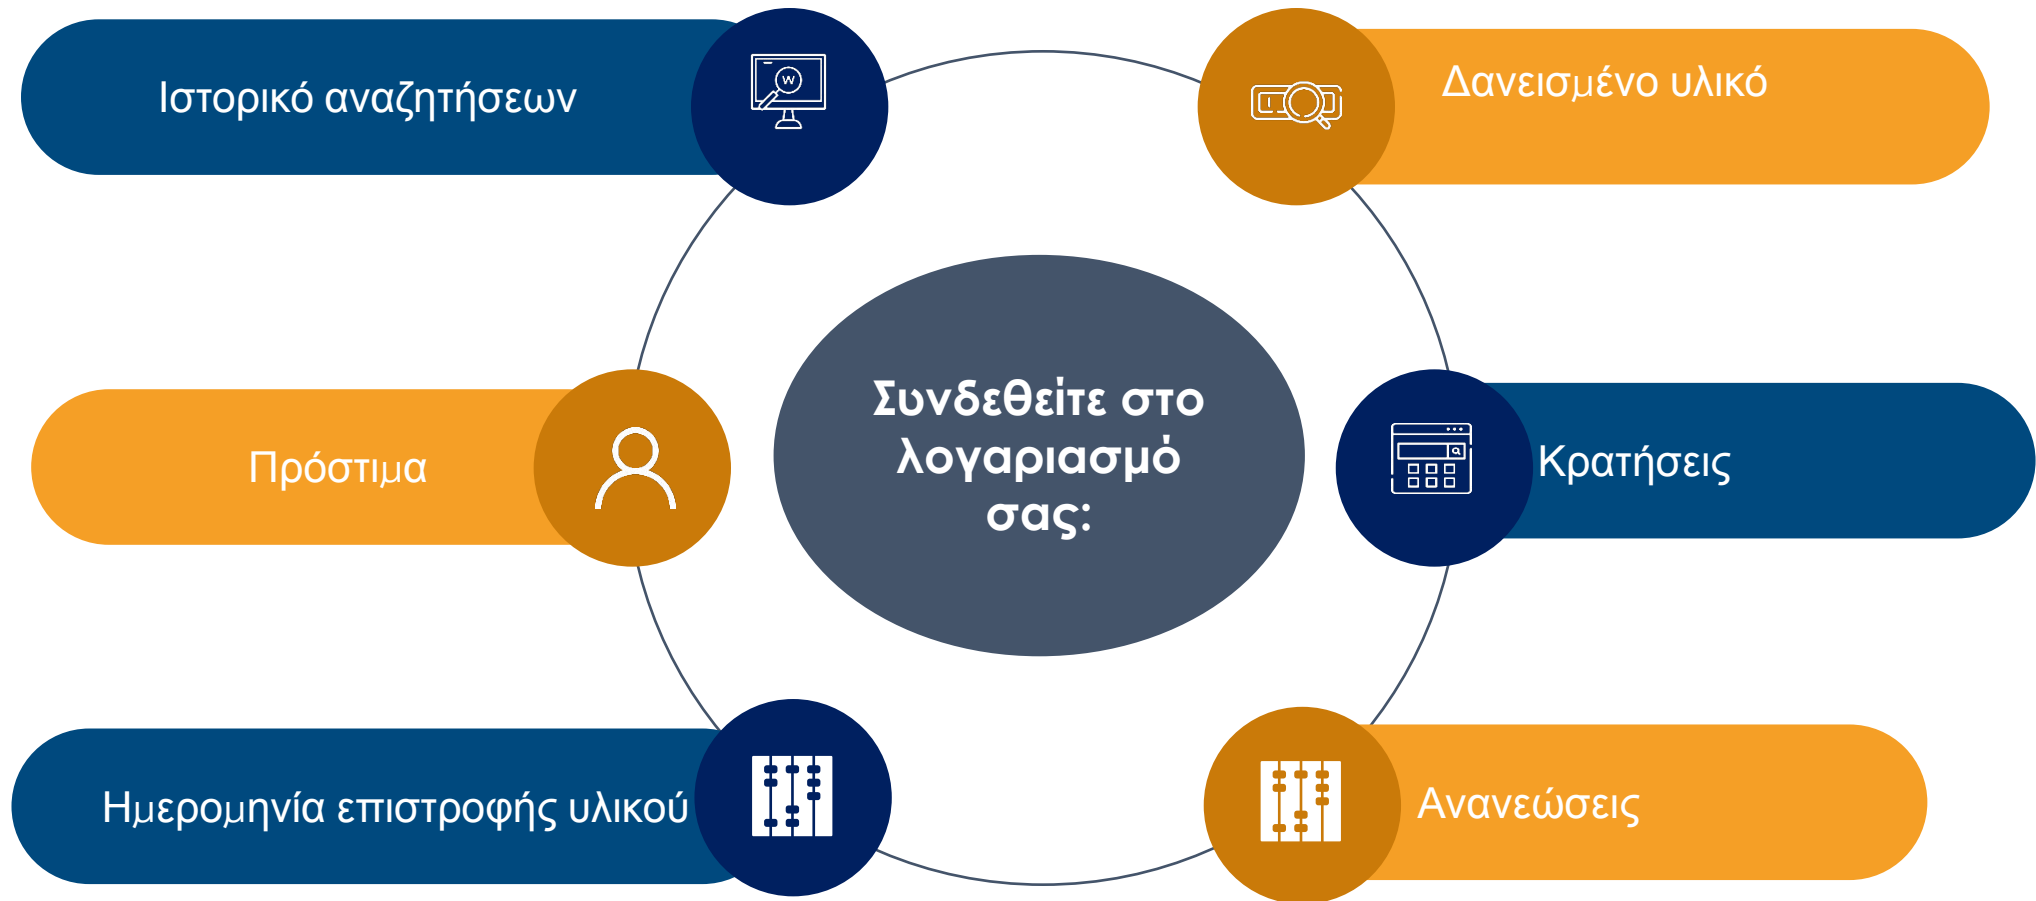 Ιστορικό αναζητήσεων
Δανεισμένο υλικό
Πρόστιμα
Συνδεθείτε στο
λογαριασμό
σας:
Κρατήσεις
Ημερομηνία επιστροφής υλικού
Ανανεώσεις
W